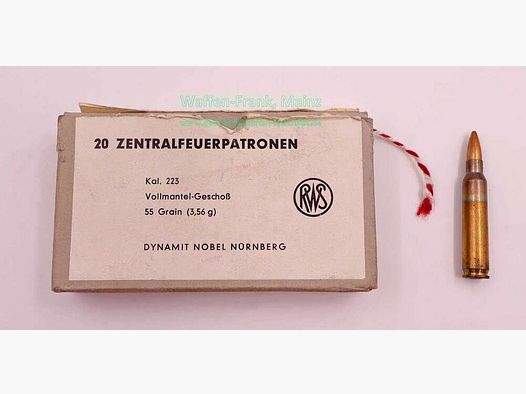 Waffen-Frank, Mainz
20 ZENTRALFEUERPATRONEN
Kal. 223
Vollmantel-Geschoß
55 Grain (3,56 g)
RWS
DYNAMIT NOBEL NÜRNBERG